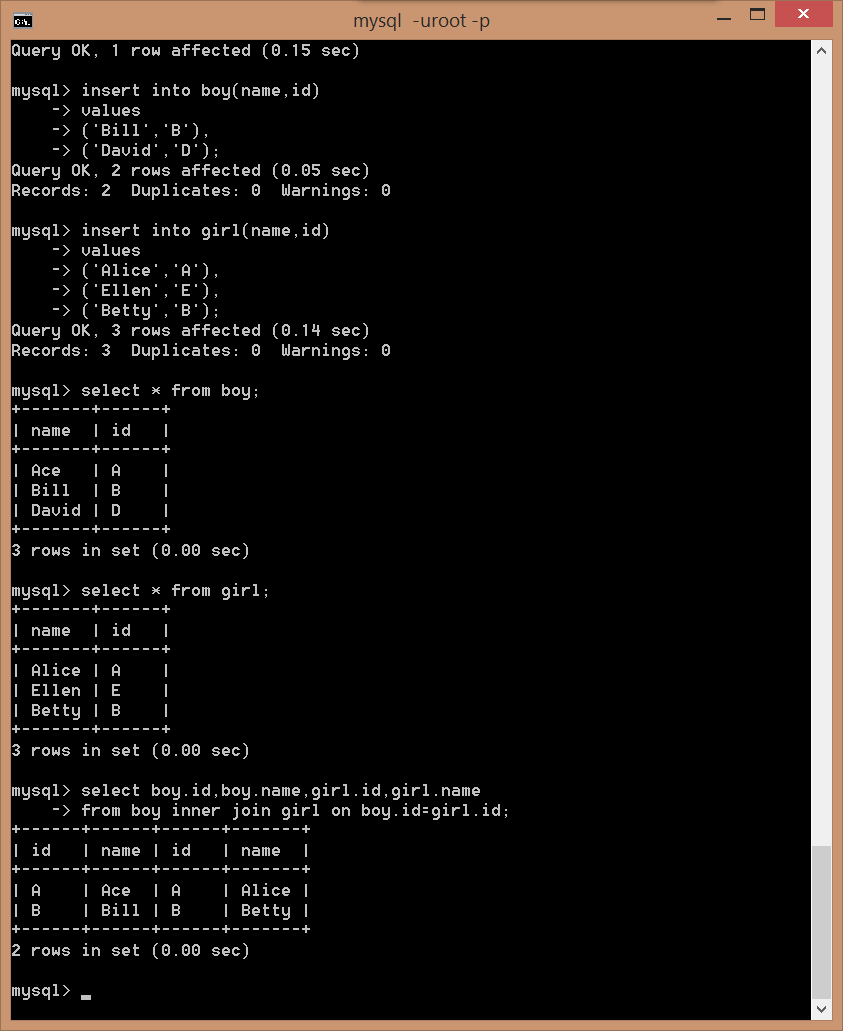 mysql  -uroot -p
Query OK, 1 row affected (0.15 sec)
mysql> insert into boy(name,id)
    -> values
    -> ('Bill','B'),
    -> ('David','D');
Query OK, 2 rows affected (0.05 sec)
Records: 2  Duplicates: 0  Warnings: 0
mysql> insert into girl(name,id)
    -> values
    -> ('Alice','A'),
    -> ('Ellen','E'),
    -> ('Betty','B');
Query OK, 3 rows affected (0.14 sec)
Records: 3  Duplicates: 0  Warnings: 0
mysql> select * from boy;
+-------+------+
| name  | id   |
+-------+------+
| Ace   | A    |
| Bill  | B    |
| David | D    |
+-------+------+
3 rows in set (0.00 sec)
mysql> select * from girl;
+-------+------+
| name  | id   |
+-------+------+
| Alice | A    |
| Ellen | E    |
| Betty | B    |
+-------+------+
3 rows in set (0.00 sec)
mysql> select boy.id,boy.name,girl.id,girl.name
    -> from boy inner join girl on boy.id=girl.id;
+------+------+------+-------+
| id   | name | id   | name  |
+------+------+------+-------+
| A    | Ace  | A    | Alice |
| B    | Bill | B    | Betty |
+------+------+------+-------+
2 rows in set (0.00 sec)
mysql> _